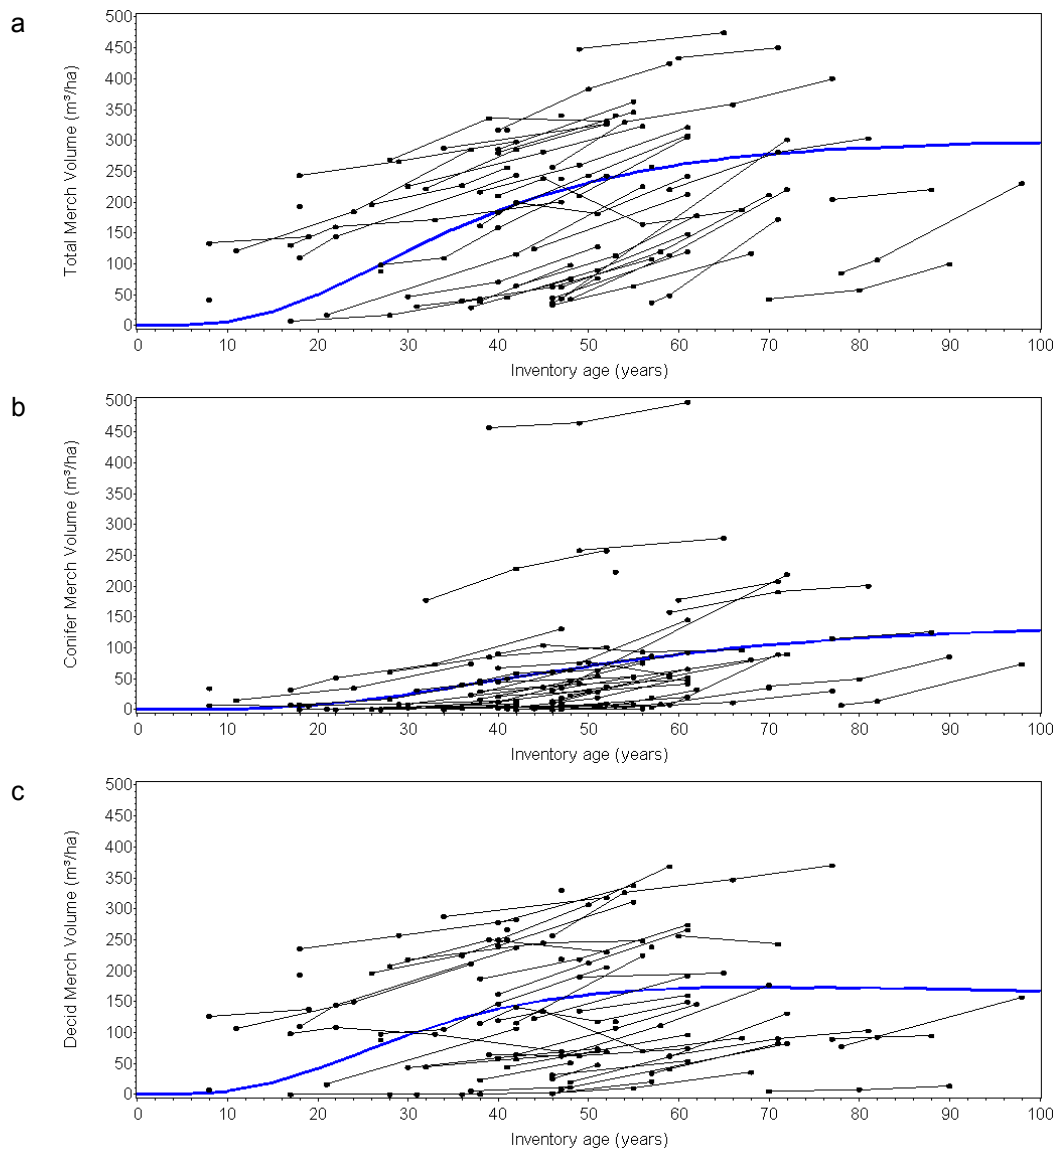 a
Total Merch Volume (m³/ha)
500
450
400
350
300
250
200
150
100
50
0
0 10 20 30 40 50 60 70 80 90 100
Inventory age (years)
b
Conifer Merch Volume (m³/ha)
500
450
400
350
300
250
200
150
100
50
0
0 10 20 30 40 50 60 70 80 90 100
Inventory age (years)
c
Decid Merch Volume (m³/ha)
500
450
400
350
300
250
200
150
100
50
0
0 10 20 30 40 50 60 70 80 90 100
Inventory age (years)